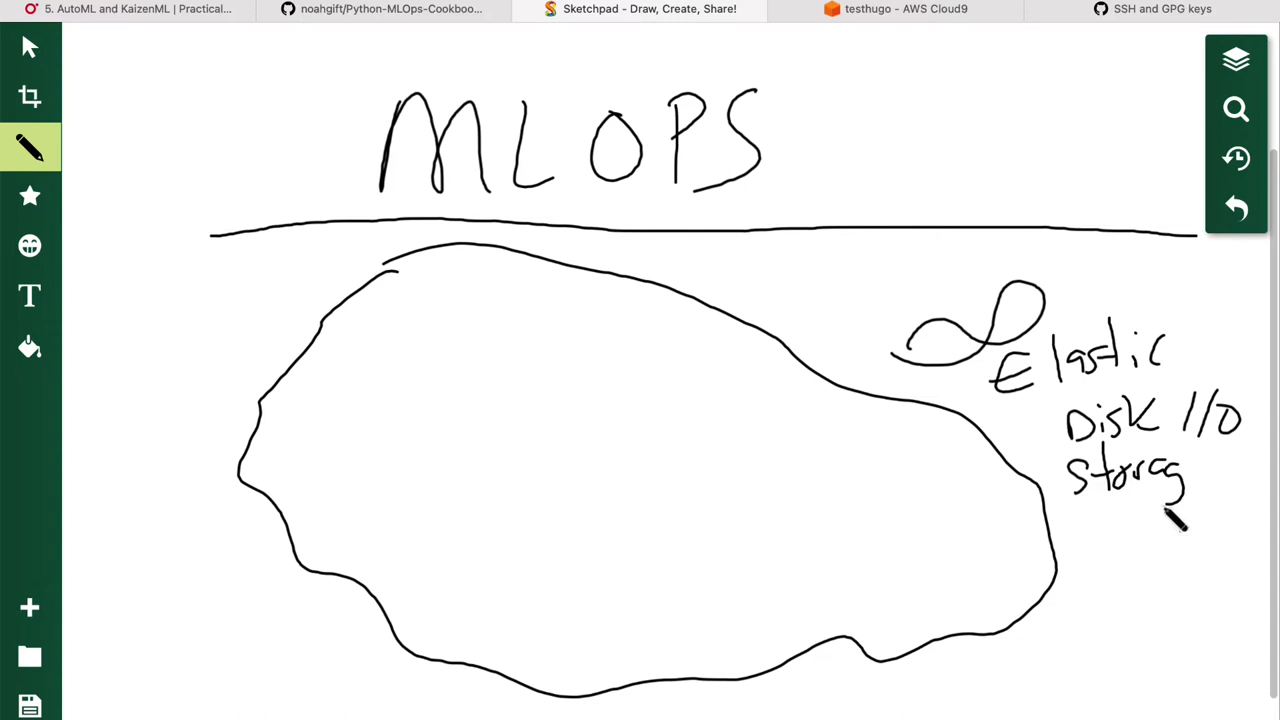 5. AutoML and KaizenML | Practical...
noahgift/Python-MLOps-Cookboo...
Sketchpad - Draw, Create, Share!
testhugo - AWS Cloud9
SSH and GPG keys
MLOPS
Elastic
Disk I/O
Storag
T